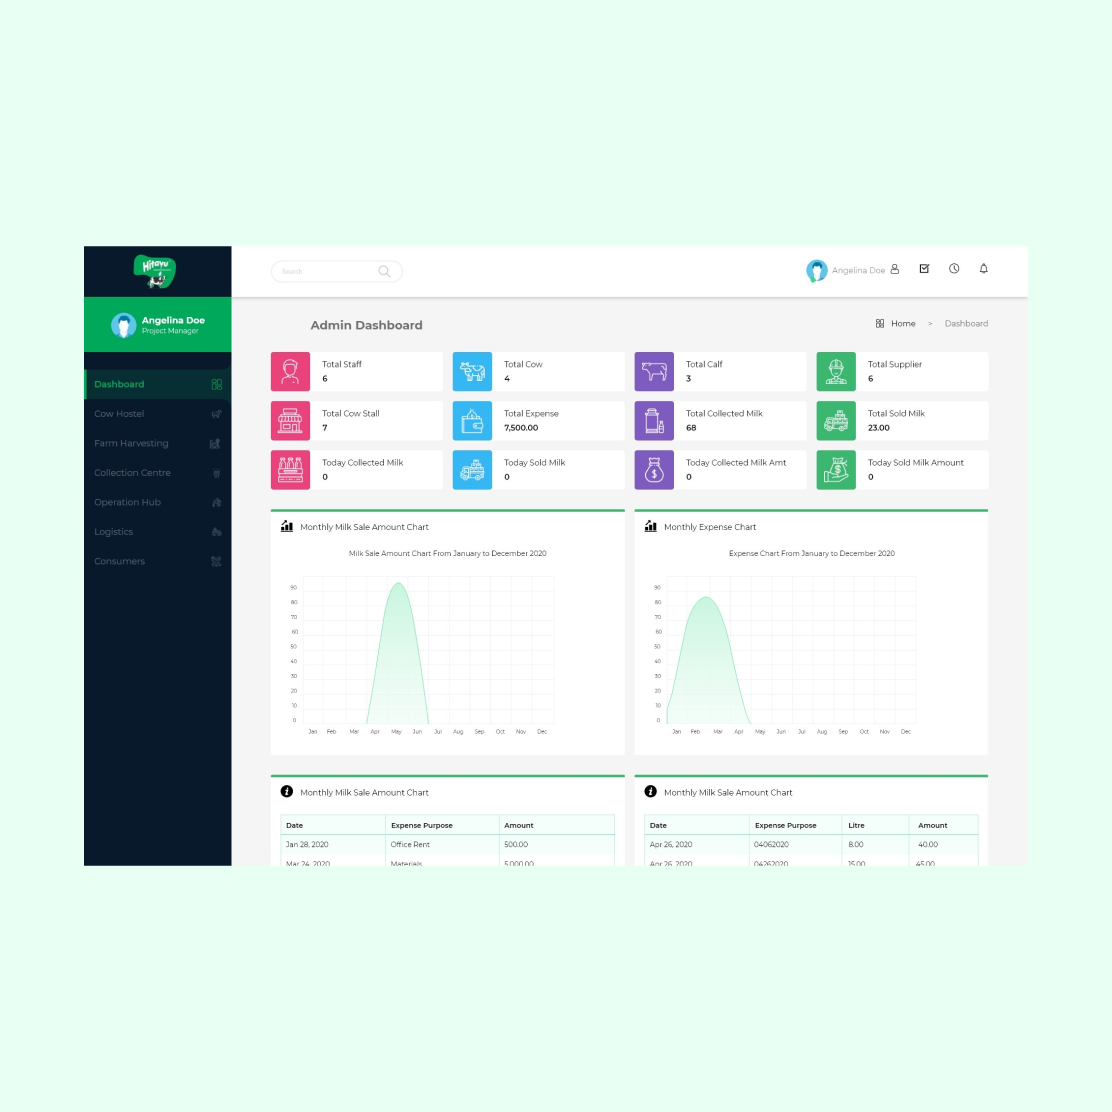 Hitayu
Search
Angelina Doe
Angelina Doe
Project Manager
Admin Dashboard
Home > Dashboard
Dashboard
Cow Hostel
Farm Harvesting
Collection Centre
Operation Hub
Logistics
Consumers
Total Staff
6
Total Cow
4
Total Calf
3
Total Supplier
6
Total Cow Stall
7
Total Expense
7,500.00
Total Collected Milk
68
Total Sold Milk
23.00
Today Collected Milk
0
Today Sold Milk
0
Today Collected Milk Amt
0
Today Sold Milk Amount
0
Monthly Milk Sale Amount Chart
Milk Sale Amount Chart From January to December 2020
90
80
70
60
50
40
30
20
10
0
Jan Feb Mar Apr May Jun Jul Aug Sep Oct Nov Dec
Monthly Expense Chart
Expense Chart From January to December 2020
90
80
70
60
50
40
30
20
10
0
Jan Feb Mar Apr May Jun Jul Aug Sep Oct Nov Dec
Monthly Milk Sale Amount Chart
Date Expense Purpose Amount
Jan 28, 2020 Office Rent 500.00
Mar 24, 2020 Materials 5,000.00
Monthly Milk Sale Amount Chart
Date Expense Purpose Litre Amount
Apr 26, 2020 04062020 8.00 40.00
Apr 26, 2020 04262020 15.00 45.00